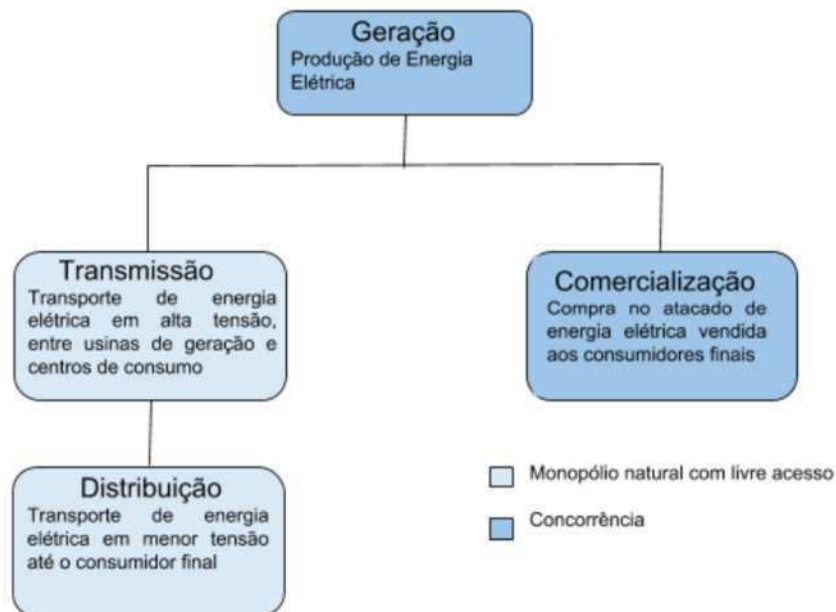 Geração
Produção de Energia
Elétrica
Transmissão
Transporte de energia
elétrica em alta tensão,
entre usinas de geração e
centros de consumo
Comercialização
Compra no atacado de
energia elétrica vendida
aos consumidores finais
Distribuição
Transporte de energia
elétrica em menor tensão
até o consumidor final
Monopólio natural com livre acesso
Concorrência